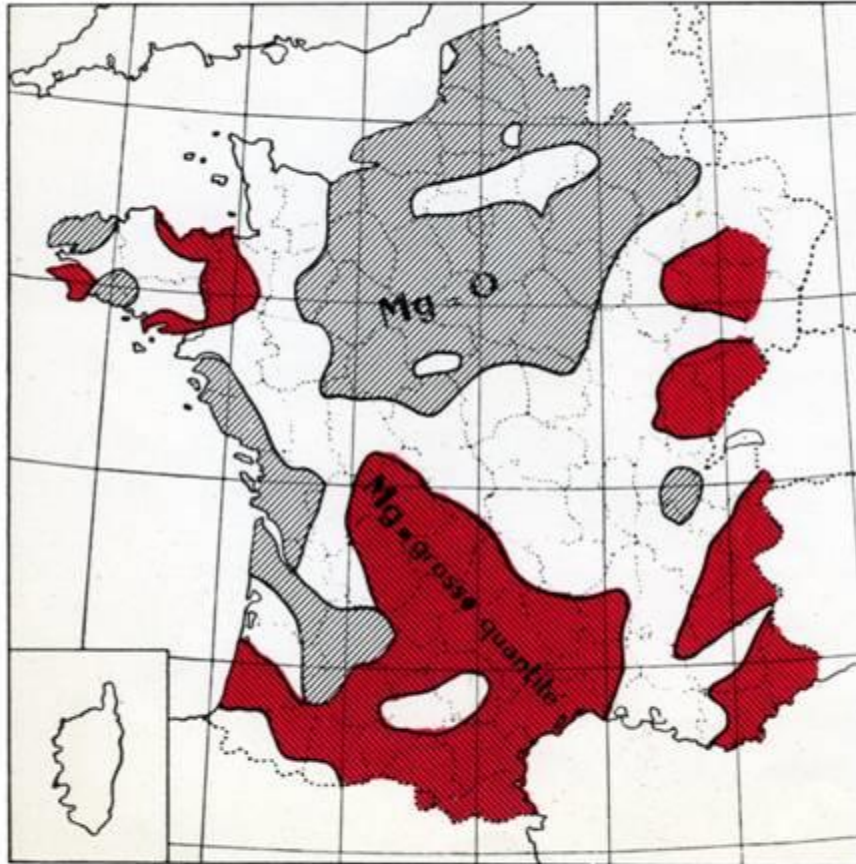 Mg = O
Mg = grosse quantité